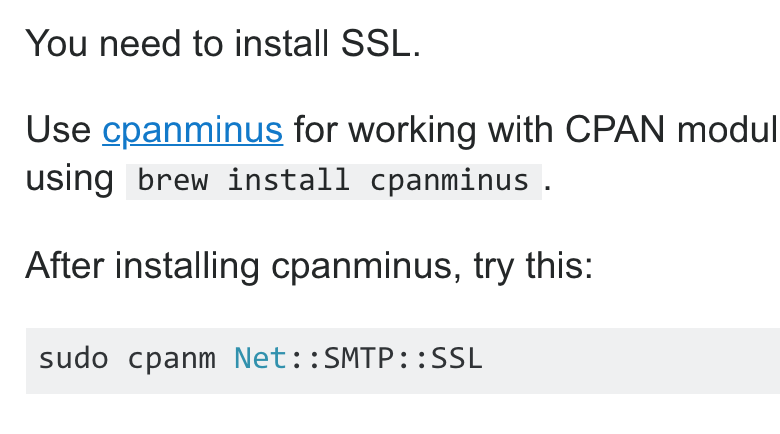 You need to install SSL.
Use cpanminus for working with CPAN modul
using brew install cpanminus.
After installing cpanminus, try this:
sudo cpanm Net::SMTP::SSL